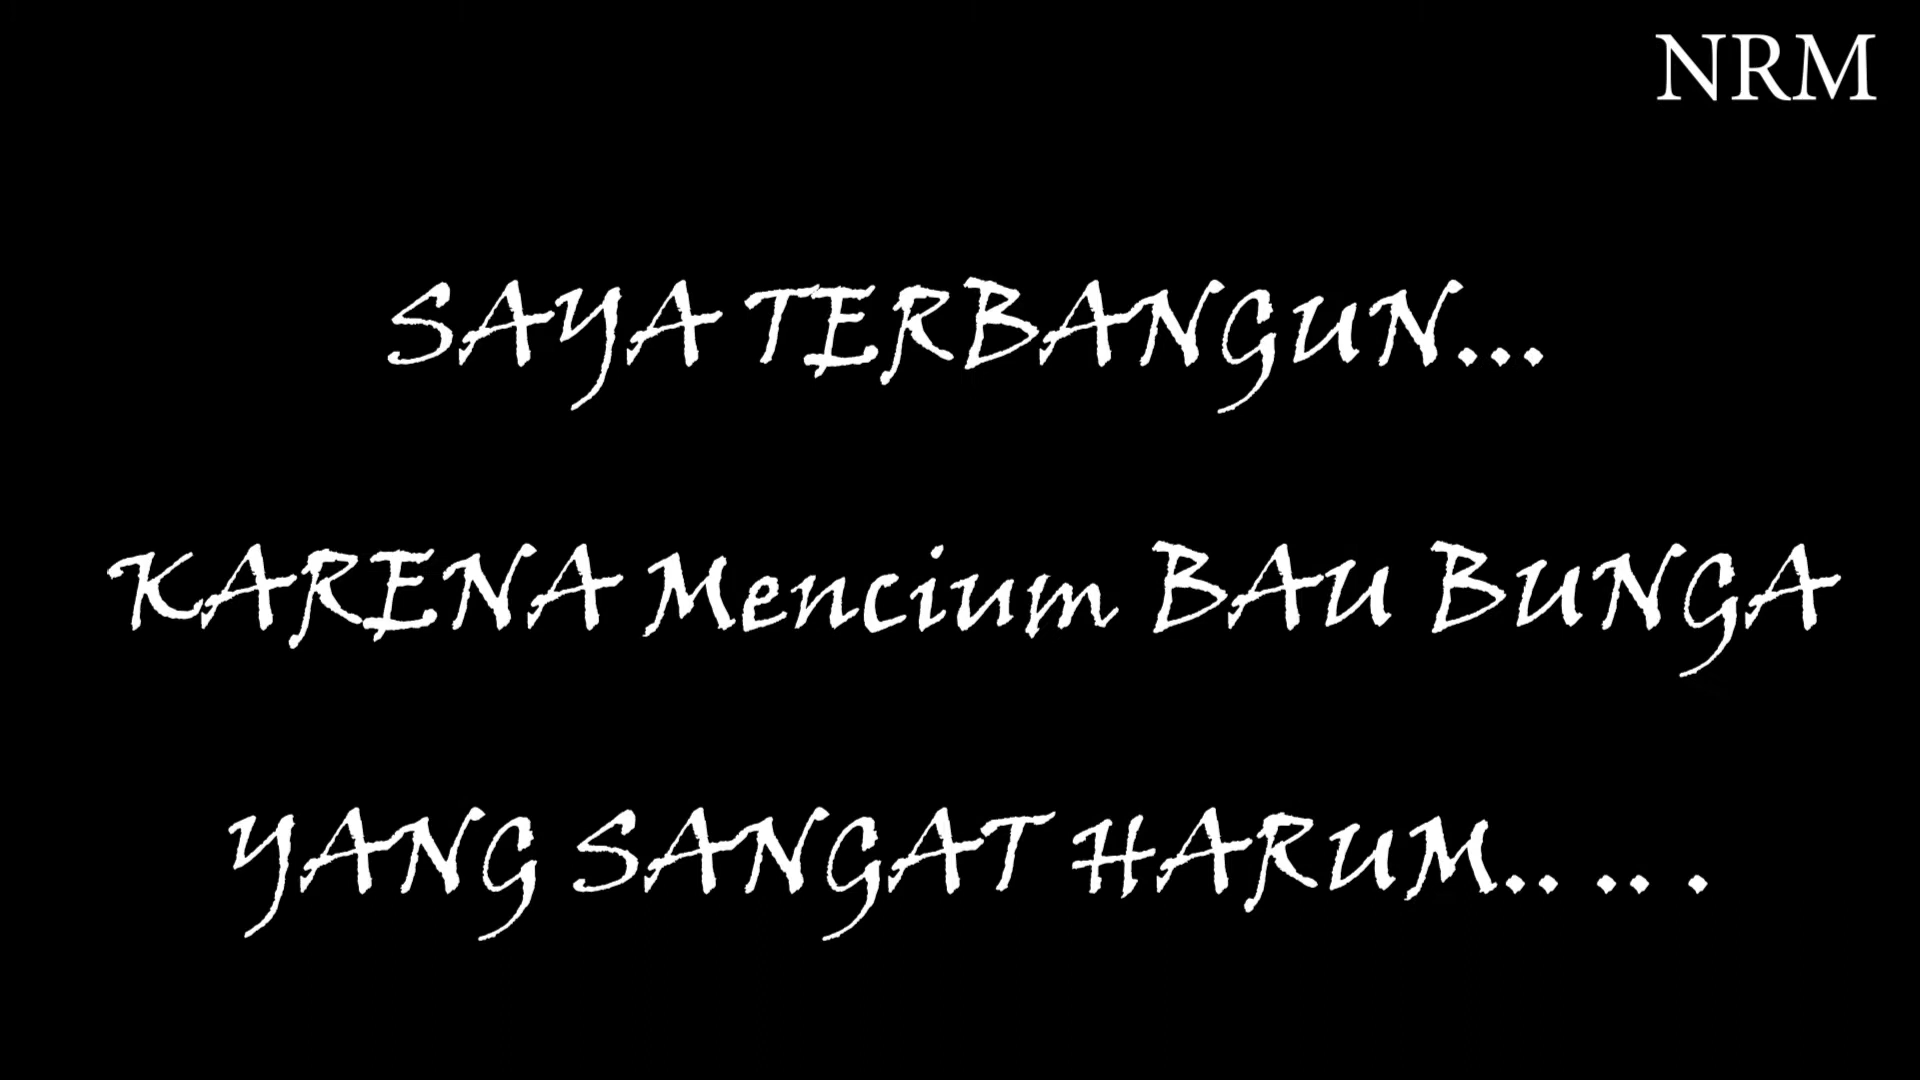 NRM
SAYA TERBANGUN...
KARENA Mencium BAU BUNGA
YANG SANGAT HARUM.. .. .